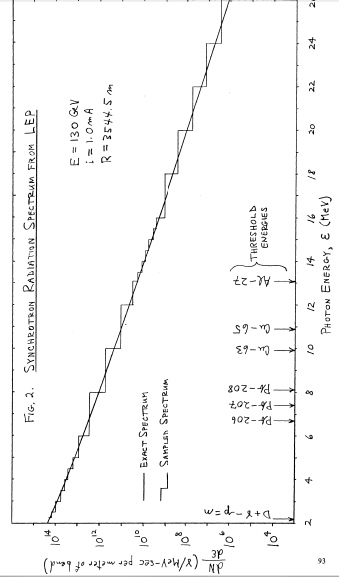 FIG. 2. SYNCHROTRON RADIATION SPECTRUM FROM LEP
E = 130 GeV
i = 1.0 mA
R = 3544.5 m
EXACT SPECTRUM
SAMPLED SPECTRUM
THRESHOLD
ENERGIES
D+γ→p=m
Pb-206
Pb-207
Pb-208
Cu-63
Cu-65
Al-27
10^14
10^12
10^10
10^8
10^6
dN/dε (γ/MeV-sec per meter of bend)
2 4 6 8 10 12 14 16 18 20 22 24 26
PHOTON ENERGY, ε (MeV)
93